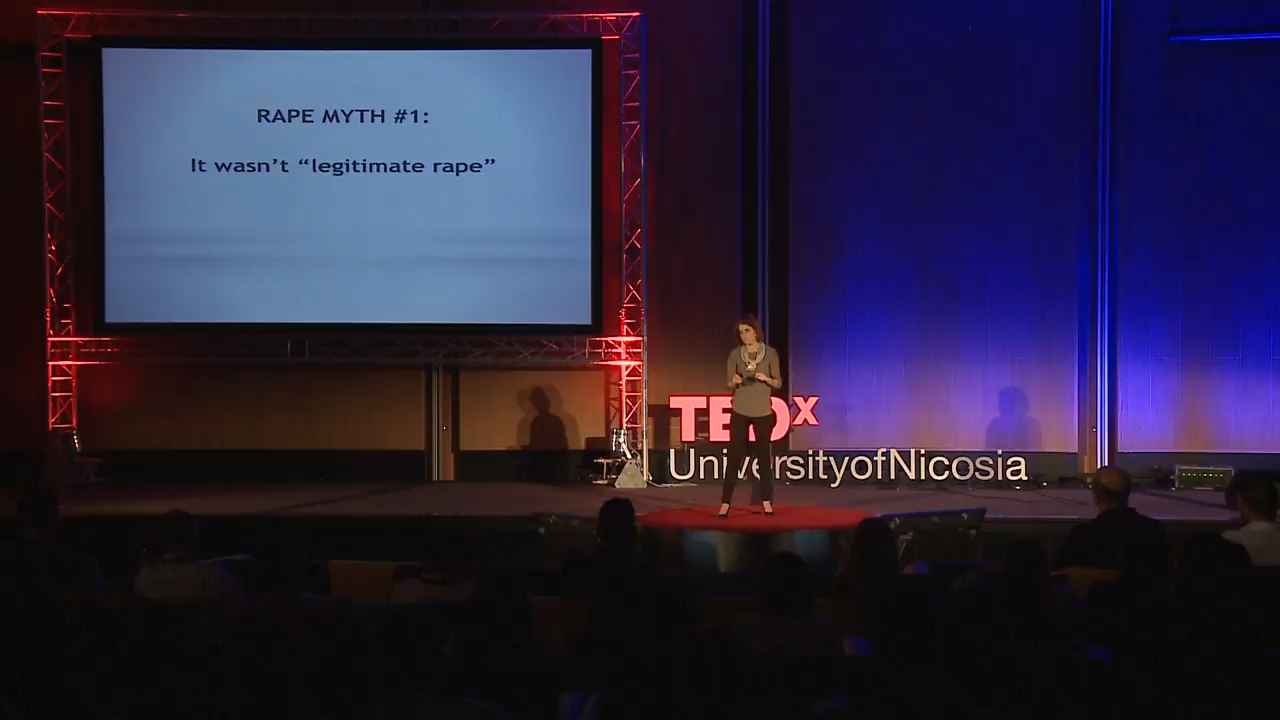 RAPE MYTH #1:
It wasn't “legitimate rape”
TEDx
UniversityofNicosia